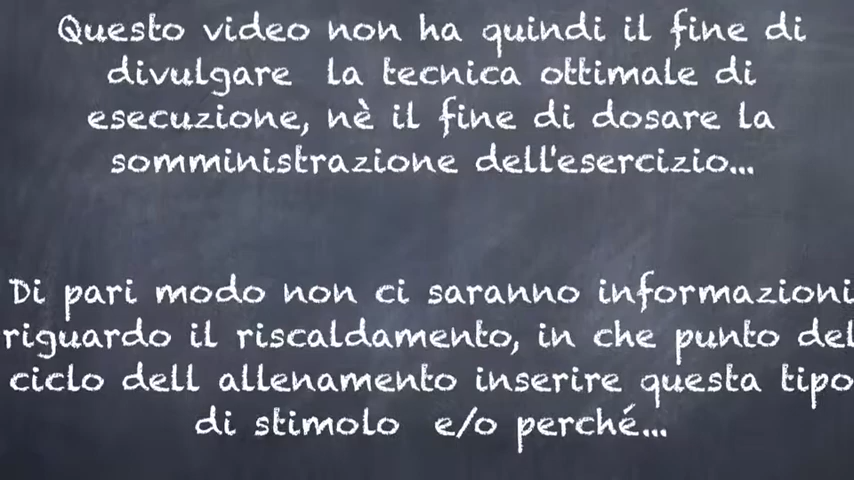 Questo video non ha quindi il fine di
divulgare la tecnica ottimale di
esecuzione, nè il fine di dosare la
somministrazione dell'esercizio...
Di pari modo non ci saranno informazioni
riguardo il riscaldamento, in che punto del
ciclo dell allenamento inserire questa tipo
di stimolo e/o perché...